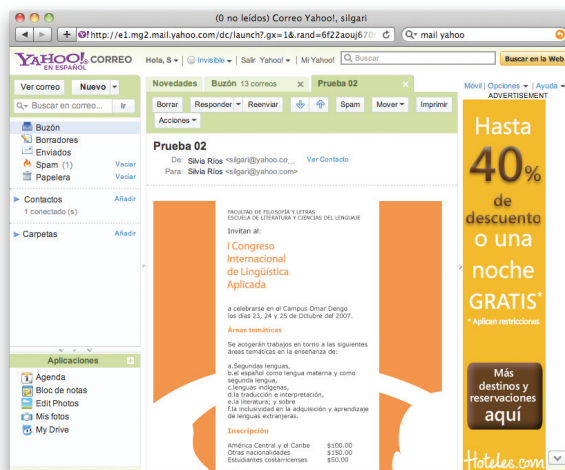 (0 no leídos) Correo Yahoo!, silgari
http://e1.mg2.mail.yahoo.com/dc/launch?.gx=1&.rand=6f22aouj670
mail yahoo
YAHOO! CORREO
EN ESPAÑOL
Hola, S
Invisible
Salir Yahoo!
Mi Yahoo!
Buscar
Buscar en la Web
Ver correo
Nuevo
Buscar en correo...
Ir
Novedades
Buzón 13 correos X
Prueba 02
Móvil | Opciones | Ayuda
ADVERTISEMENT
Borrar
Responder
Reenviar
Spam
Mover
Imprimir
Acciones
Buzón
Borradores
Enviados
Spam (1) Vaciar
Papelera Vaciar
Contactos Añadir
1 conectado (s)
Carpetas Añadir
Aplicaciones
Agenda
Bloc de notas
Edit Photos
Mis fotos
My Drive
Prueba 02
De: Silvia Ríos <silgari@yahoo.co... Ver Contacto
Para: Silvia Ríos <silgari@yahoo.com>
FACULTAD DE FILOSOFÍA Y LETRAS
ESCUELA DE LITERATURA Y CIENCIAS DEL LENGUAJE
Invitan al:
I Congreso
Internacional
de Lingüística
Aplicada
a celebrarse en el Campus Omar Dengo
los días 23, 24 y 25 de Octubre del 2007.
Áreas temáticas
Se acogerán trabajos en torno a las siguientes
áreas temáticas en la enseñanza de:
a.Segundas lenguas,
b.el español como lengua materna y como
segunda lengua,
c.lenguas indígenas,
d.la traducción e interpretación,
e.la literatura; y sobre
f.la inclusividad en la adquisición y aprendizaje
de lenguas extranjeras.
Inscripción
América Central y el Caribe $100.00
Otras nacionalidades $150.00
Estudiantes costarricenses $50.00
Hasta
40%
de
descuento
o una
noche
GRATIS*
* Aplican restricciones
Más
destinos y
reservaciones
aquí
Hoteles.com